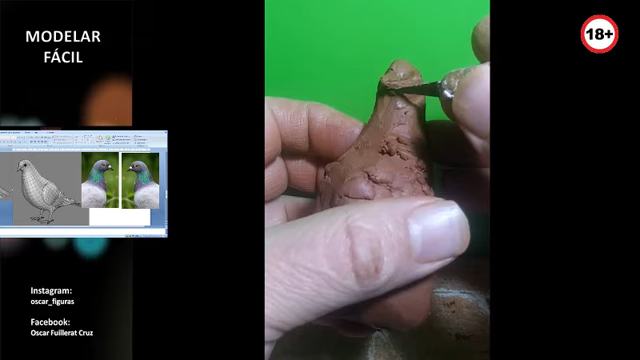 MODELAR
FÁCIL
18+
Instagram:
oscar_figuras
Facebook:
Oscar Fuillerat Cruz